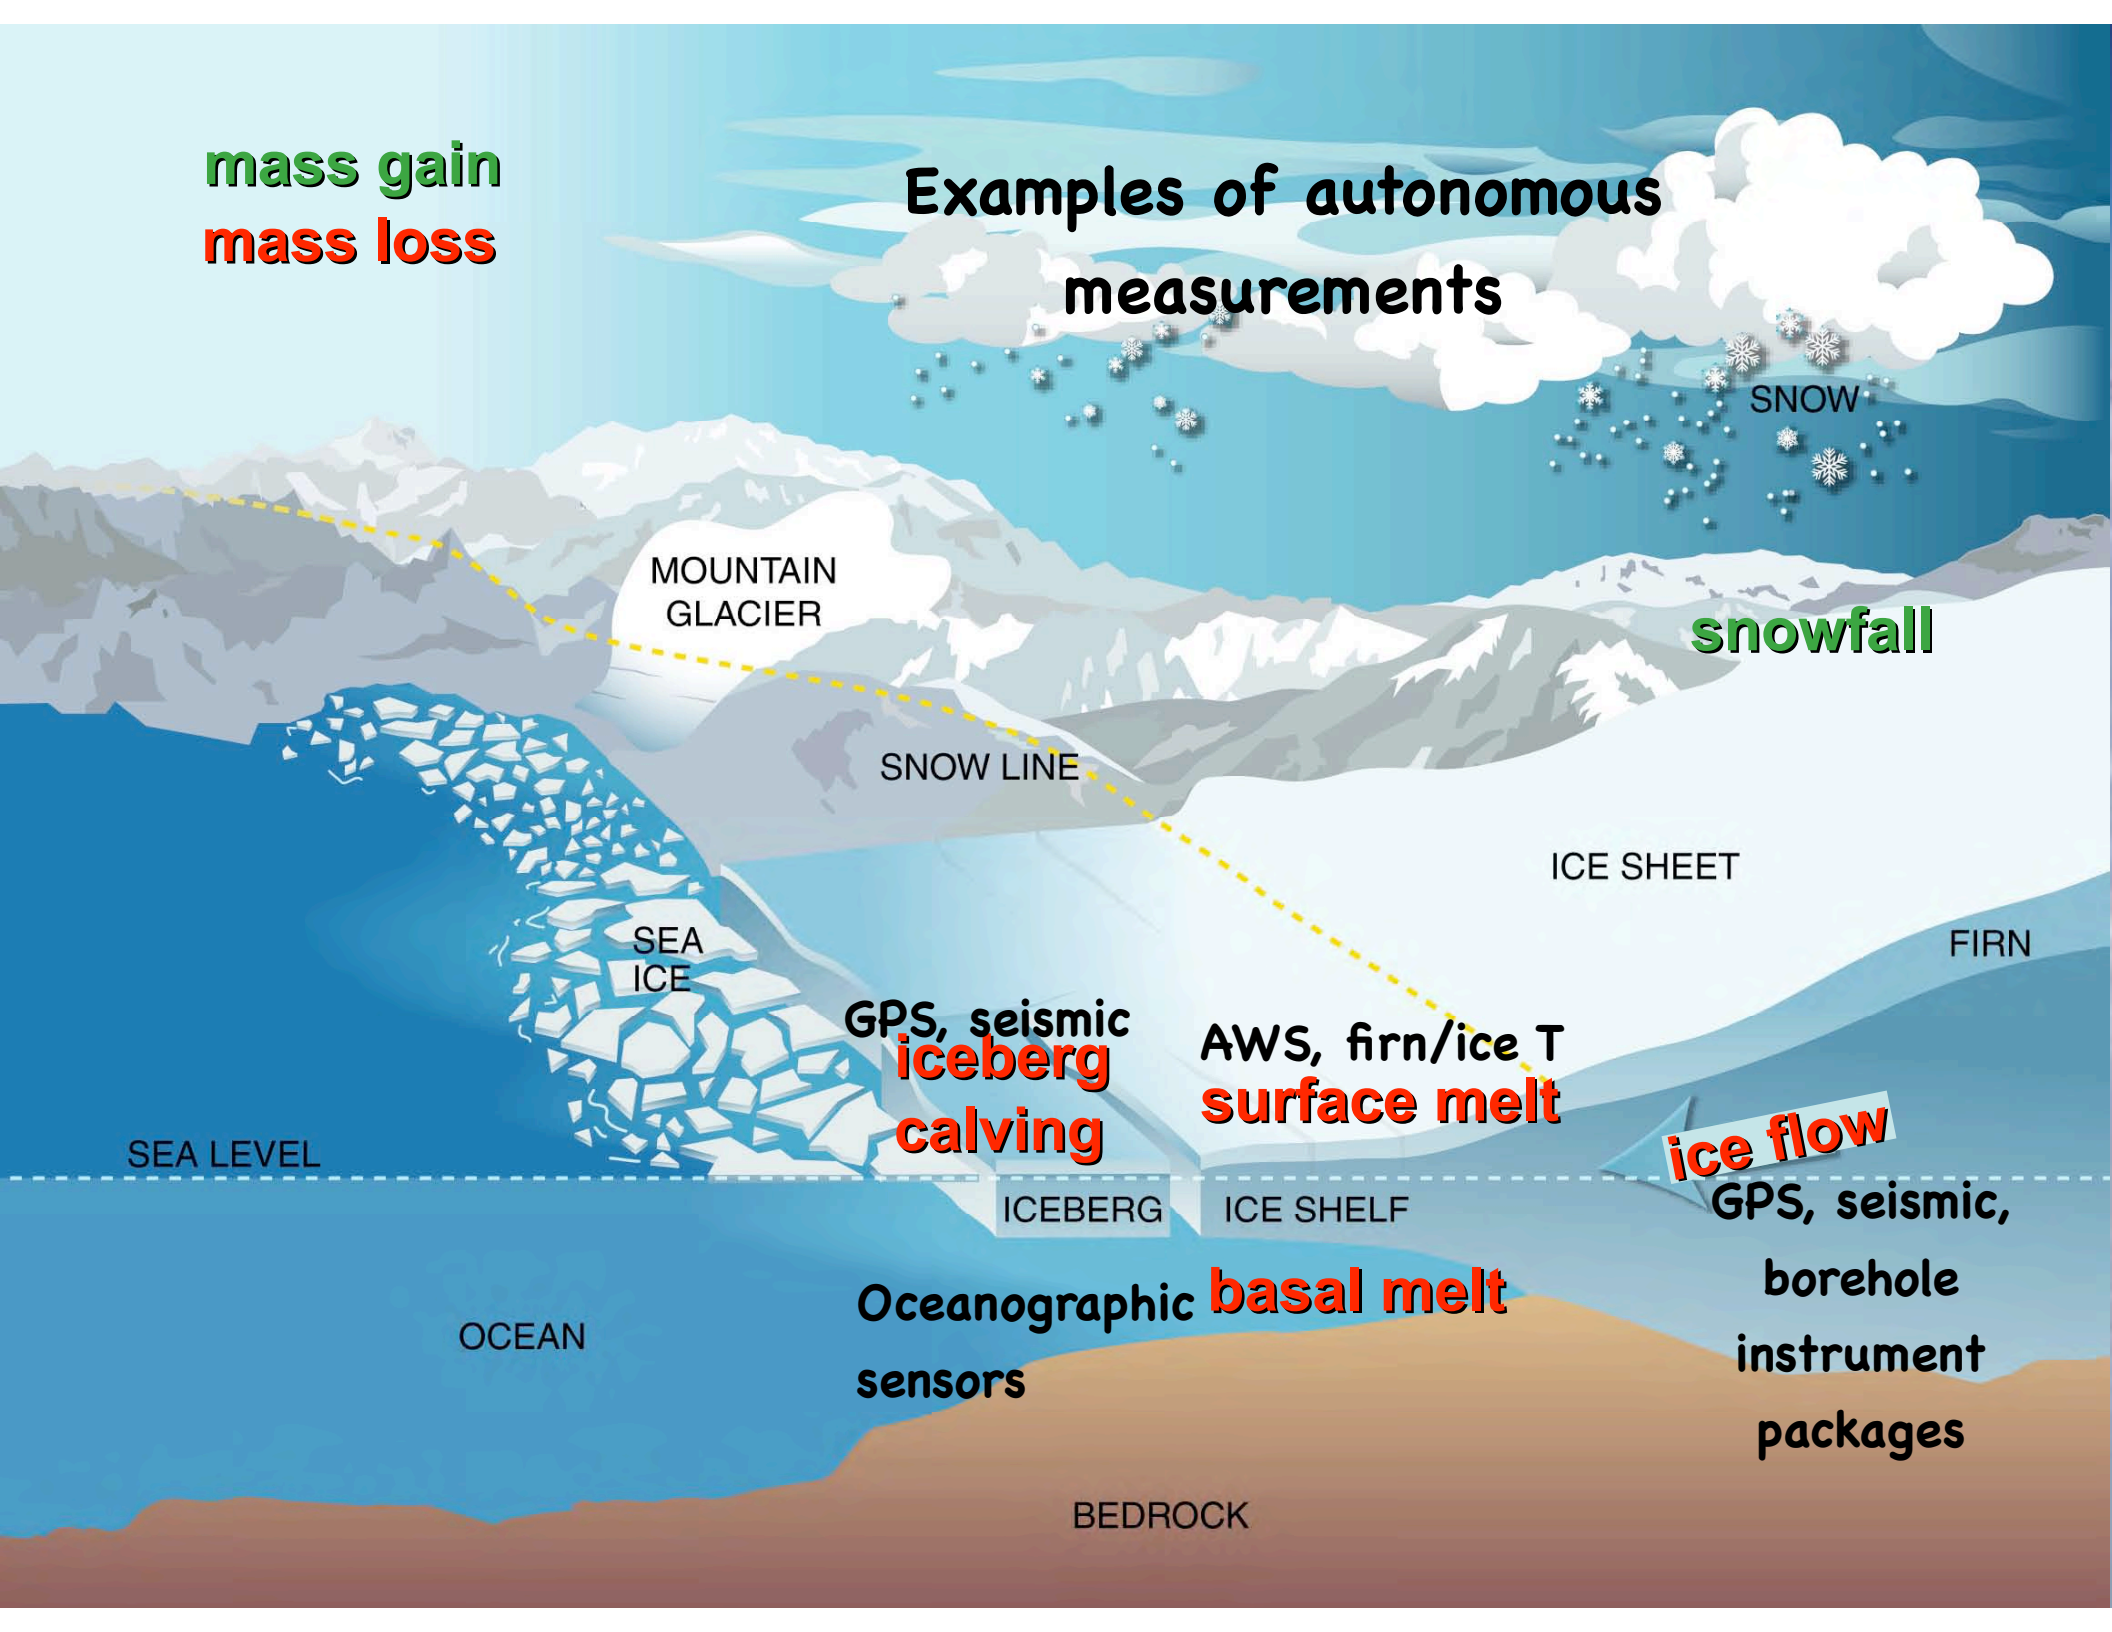 mass gain
mass loss
Examples of autonomous
measurements
SNOW
MOUNTAIN
GLACIER
snowfall
SNOW LINE
ICE SHEET
FIRN
SEA
ICE
GPS, seismic
iceberg
calving
AWS, firn/ice T
surface melt
ice flow
SEA LEVEL
GPS, seismic,
borehole
instrument
packages
ICEBERG
ICE SHELF
Oceanographic
sensors
basal melt
OCEAN
BEDROCK